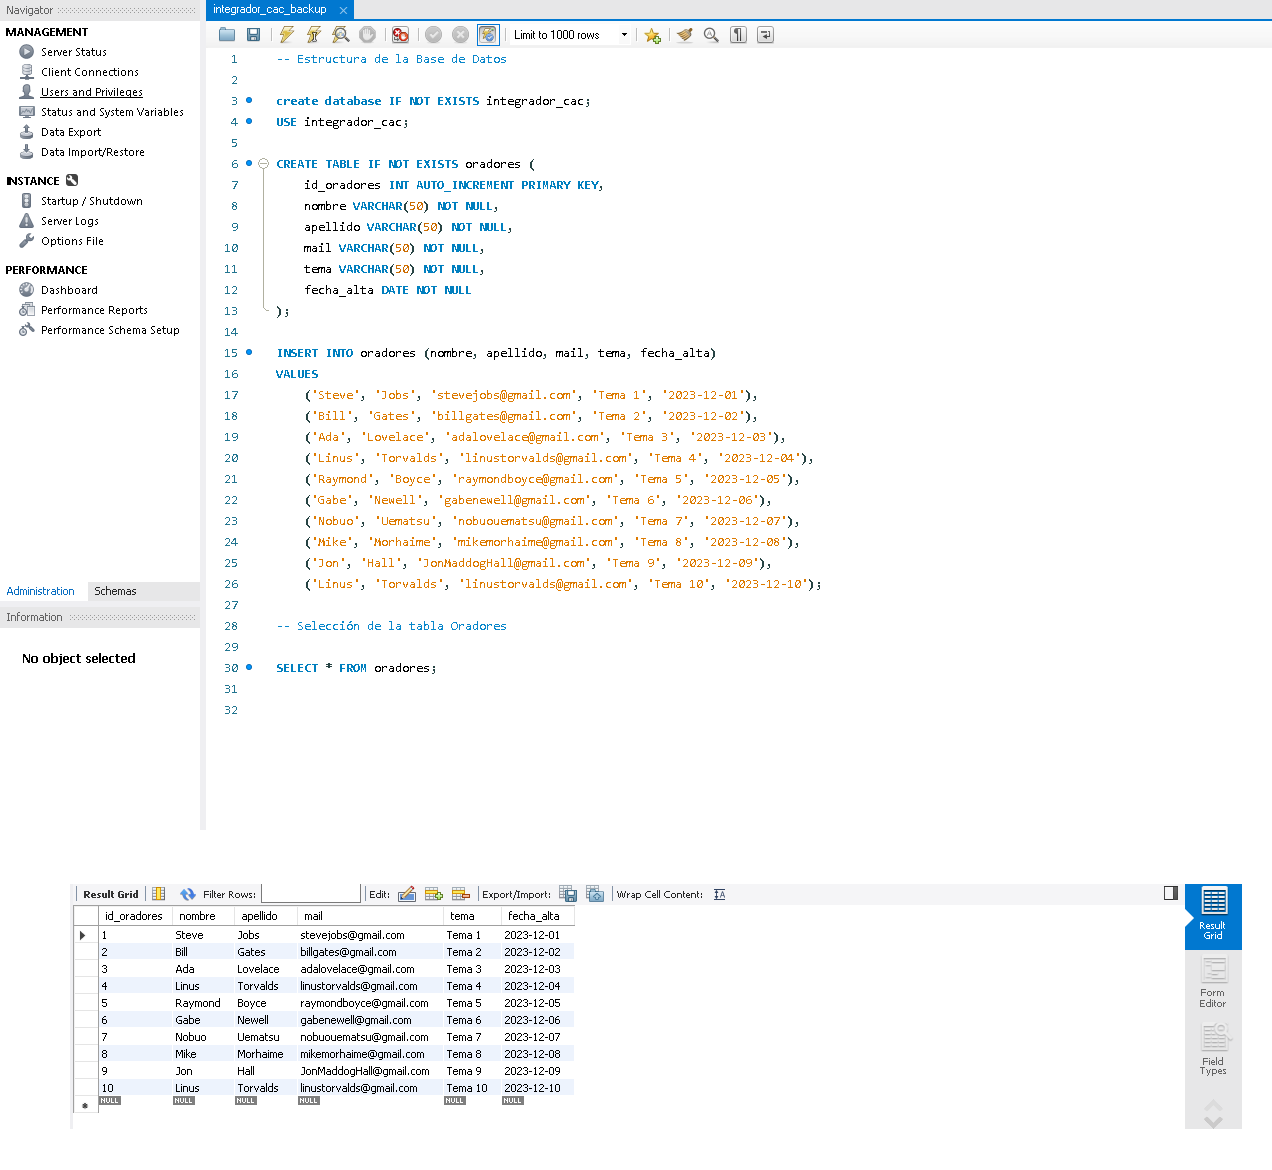 Navigator
MANAGEMENT
Server Status
Client Connections
Users and Privileges
Status and System Variables
Data Export
Data Import/Restore
INSTANCE
Startup / Shutdown
Server Logs
Options File
PERFORMANCE
Dashboard
Performance Reports
Performance Schema Setup
Administration Schemas
Information
No object selected
integrador_cac_backup
Limit to 1000 rows
1 -- Estructura de la Base de Datos
2
3 create database IF NOT EXISTS integrador_cac;
4 USE integrador_cac;
5
6 CREATE TABLE IF NOT EXISTS oradores (
7 id_oradores INT AUTO_INCREMENT PRIMARY KEY,
8 nombre VARCHAR(50) NOT NULL,
9 apellido VARCHAR(50) NOT NULL,
10 mail VARCHAR(50) NOT NULL,
11 tema VARCHAR(50) NOT NULL,
12 fecha_alta DATE NOT NULL
13 );
14
15 INSERT INTO oradores (nombre, apellido, mail, tema, fecha_alta)
16 VALUES
17 ('Steve', 'Jobs', 'stevejobs@gmail.com', 'Tema 1', '2023-12-01'),
18 ('Bill', 'Gates', 'billgates@gmail.com', 'Tema 2', '2023-12-02'),
19 ('Ada', 'Lovelace', 'adalovelace@gmail.com', 'Tema 3', '2023-12-03'),
20 ('Linus', 'Torvalds', 'linustorvalds@gmail.com', 'Tema 4', '2023-12-04'),
21 ('Raymond', 'Boyce', 'raymondboyce@gmail.com', 'Tema 5', '2023-12-05'),
22 ('Gabe', 'Newell', 'gabenewell@gmail.com', 'Tema 6', '2023-12-06'),
23 ('Nobuo', 'Uematsu', 'nobuouematsu@gmail.com', 'Tema 7', '2023-12-07'),
24 ('Mike', 'Morhaime', 'mikemorhaime@gmail.com', 'Tema 8', '2023-12-08'),
25 ('Jon', 'Hall', 'JonMaddogHall@gmail.com', 'Tema 9', '2023-12-09'),
26 ('Linus', 'Torvalds', 'linustorvalds@gmail.com', 'Tema 10', '2023-12-10');
27
28 -- Selección de la tabla Oradores
29
30 SELECT * FROM oradores;
31
32
Result Grid Filter Rows: Edit: Export/Import: Wrap Cell Content:
id_oradores nombre apellido mail tema fecha_alta
1 Steve Jobs stevejobs@gmail.com Tema 1 2023-12-01
2 Bill Gates billgates@gmail.com Tema 2 2023-12-02
3 Ada Lovelace adalovelace@gmail.com Tema 3 2023-12-03
4 Linus Torvalds linustorvalds@gmail.com Tema 4 2023-12-04
5 Raymond Boyce raymondboyce@gmail.com Tema 5 2023-12-05
6 Gabe Newell gabenewell@gmail.com Tema 6 2023-12-06
7 Nobuo Uematsu nobuouematsu@gmail.com Tema 7 2023-12-07
8 Mike Morhaime mikemorhaime@gmail.com Tema 8 2023-12-08
9 Jon Hall JonMaddogHall@gmail.com Tema 9 2023-12-09
10 Linus Torvalds linustorvalds@gmail.com Tema 10 2023-12-10
NULL NULL NULL NULL NULL NULL
Result
Grid
Form
Editor
Field
Types